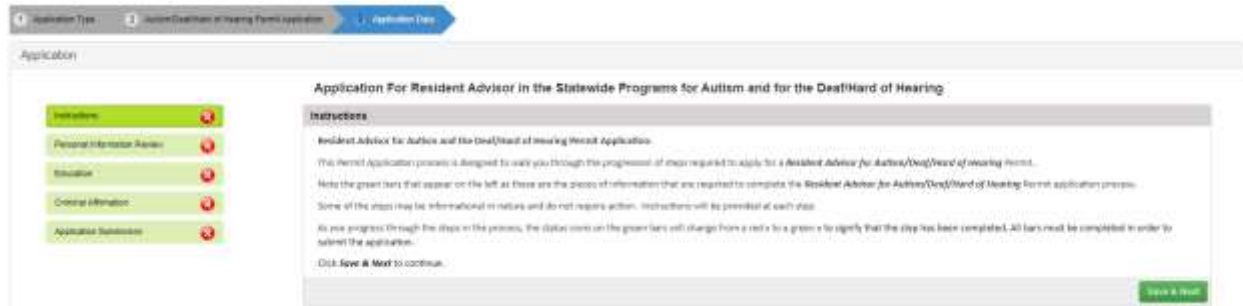 1 Application Type 2 Autism/Deaf/Hard of Hearing Permit Application 3 Application Data
Application
Application For Resident Advisor in the Statewide Programs for Autism and for the Deaf/Hard of Hearing
Instructions
Instructions
Resident Advisor for Autism and the Deaf/Hard of Hearing Permit Application
Personal Information Review
This Permit Application process is designed to walk you through the progression of steps required to apply for a Resident Advisor for Autism/Deaf/Hard of Hearing Permit.
Education
Note the green bars that appear on the left as these are the pieces of information that are required to complete the Resident Advisor for Autism/Deaf/Hard of Hearing Permit application process.
Criminal
Some of the steps may be informational in nature and do not require action. Instructions will be provided at each step.
Application Submission
As you progress through the steps in the process, the status icons on the green bars will change from a red x to a green to signify that the step has been completed. All bars must be completed in order to
submit the application.
Click Save & Next to continue.
Save & Next